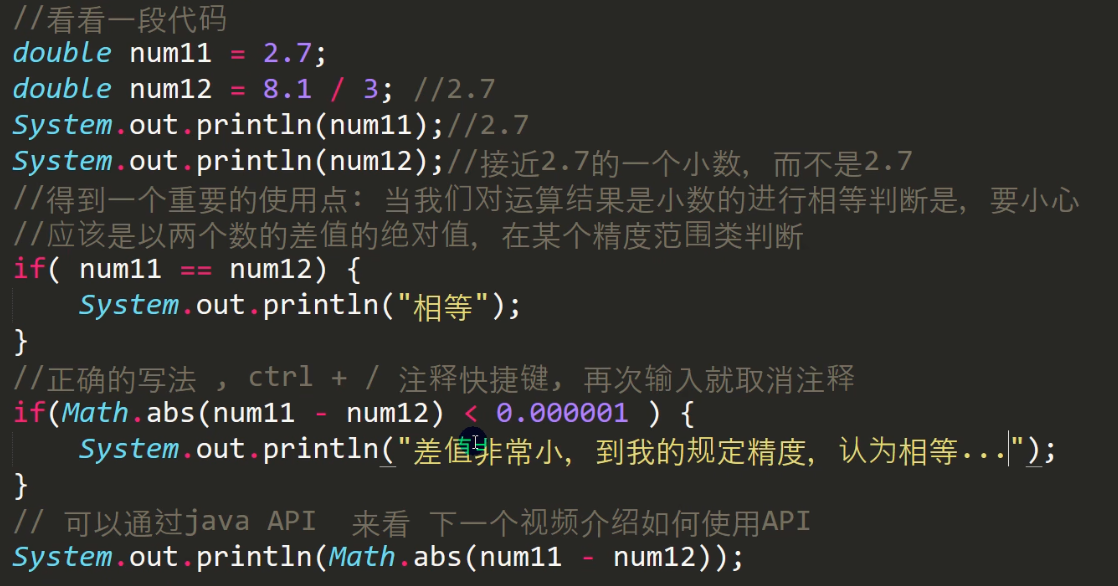 //看看一段代码
double num11 = 2.7;
double num12 = 8.1 / 3; //2.7
System.out.println(num11);//2.7
System.out.println(num12);//接近2.7的一个小数，而不是2.7
//得到一个重要的使用点: 当我们对运算结果是小数的进行相等判断是，要小心
//应该是以两个数的差值的绝对值，在某个精度范围类判断
if( num11 == num12) {
    System.out.println("相等");
}
//正确的写法 , ctrl + / 注释快捷键, 再次输入就取消注释
if(Math.abs(num11 - num12) < 0.000001 ) {
    System.out.println("差值非常小，到我的规定精度，认为相等...");
}
// 可以通过java API  来看 下一个视频介绍如何使用API
System.out.println(Math.abs(num11 - num12));